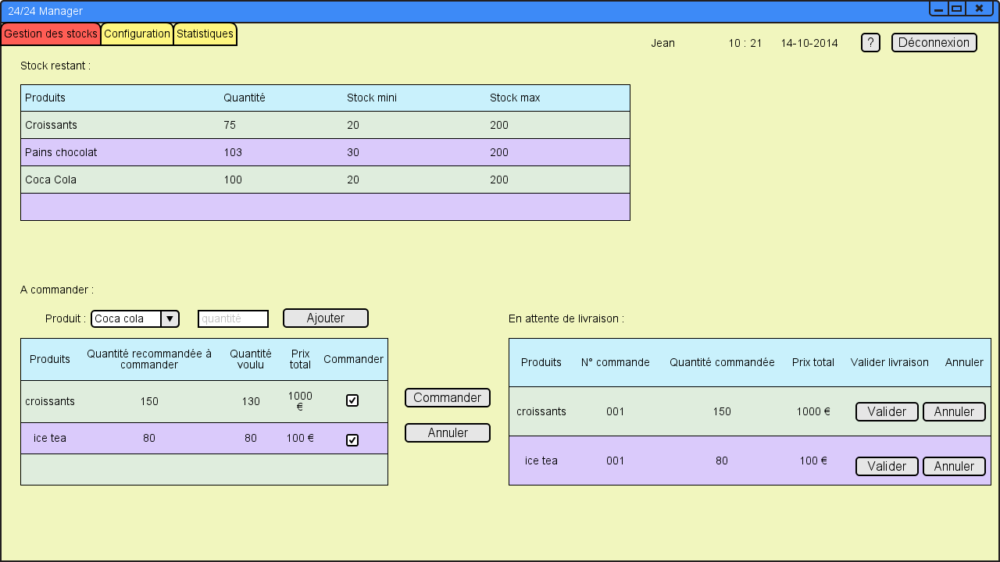 24/24 Manager
Gestion des stocks Configuration Statistiques
Jean 10 : 21 14-10-2014 ? Déconnexion
Stock restant :
Produits Quantité Stock mini Stock max
Croissants 75 20 200
Pains chocolat 103 30 200
Coca Cola 100 20 200
A commander :
Produit : Coca cola quantité Ajouter
Produits Quantité recommandée à commander Quantité voulu Prix total Commander
croissants 150 130 1000 €
ice tea 80 80 100 €
Commander
Annuler
En attente de livraison :
Produits N° commande Quantité commandée Prix total Valider livraison Annuler
croissants 001 150 1000 € Valider Annuler
ice tea 001 80 100 € Valider Annuler